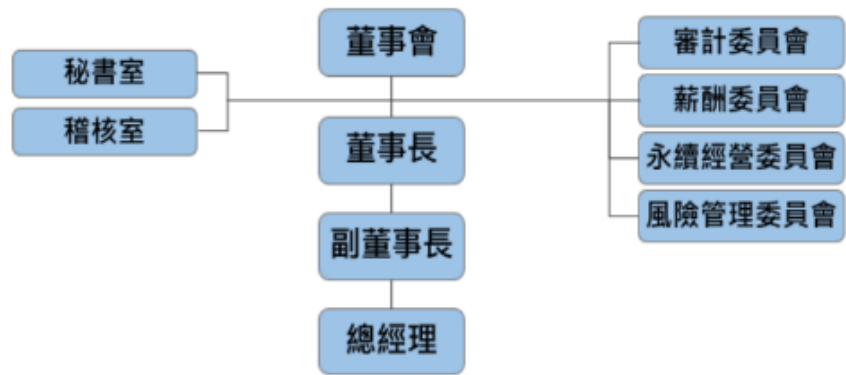 董事會
秘書室
稽核室
審計委員會
薪酬委員會
永續經營委員會
風險管理委員會
董事長
副董事長
總經理